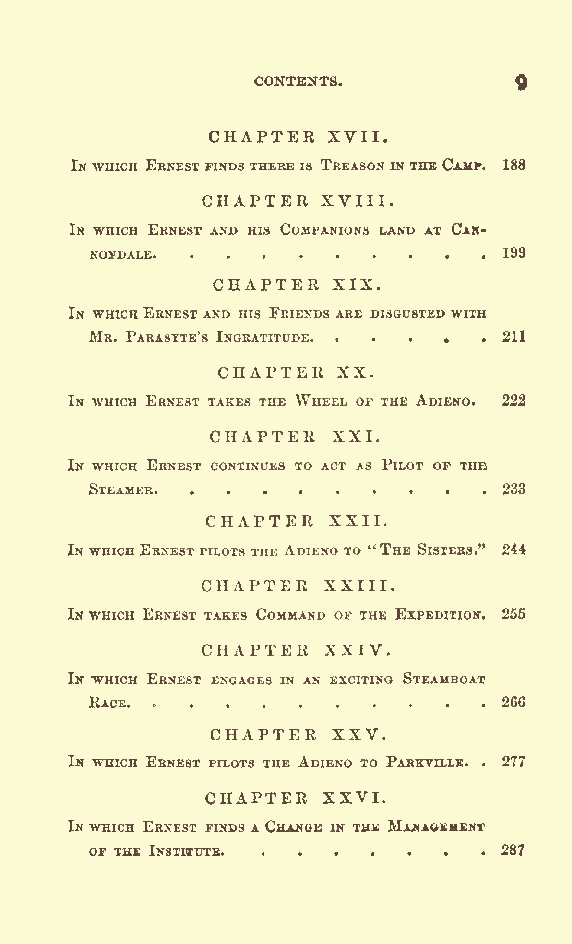 CONTENTS. 9
CHAPTER XVII.
IN WHICH ERNEST FINDS THERE IS TREASON IN THE CAMP. 188
CHAPTER XVIII.
IN WHICH ERNEST AND HIS COMPANIONS LAND AT CAN-
NONDALE. . . . . . . . . . 199
CHAPTER XIX.
IN WHICH ERNEST AND HIS FRIENDS ARE DISGUSTED WITH
MR. PARASYTE'S INGRATITUDE. . . . . . 211
CHAPTER XX.
IN WHICH ERNEST TAKES THE WHEEL OF THE ADIENO. 222
CHAPTER XXI.
IN WHICH ERNEST CONTINUES TO ACT AS PILOT OF THE
STEAMER. . . . . . . . . . 233
CHAPTER XXII.
IN WHICH ERNEST PILOTS THE ADIENO TO "THE SISTERS." 244
CHAPTER XXIII.
IN WHICH ERNEST TAKES COMMAND OF THE EXPEDITION. 255
CHAPTER XXIV.
IN WHICH ERNEST ENGAGES IN AN EXCITING STEAMBOAT
RACE. . . . . . . . . . . 266
CHAPTER XXV.
IN WHICH ERNEST PILOTS THE ADIENO TO PARKVILLE. . 277
CHAPTER XXVI.
IN WHICH ERNEST FINDS A CHANGE IN THE MANAGEMENT
OF THE INSTITUTE. . . . . . . . 287